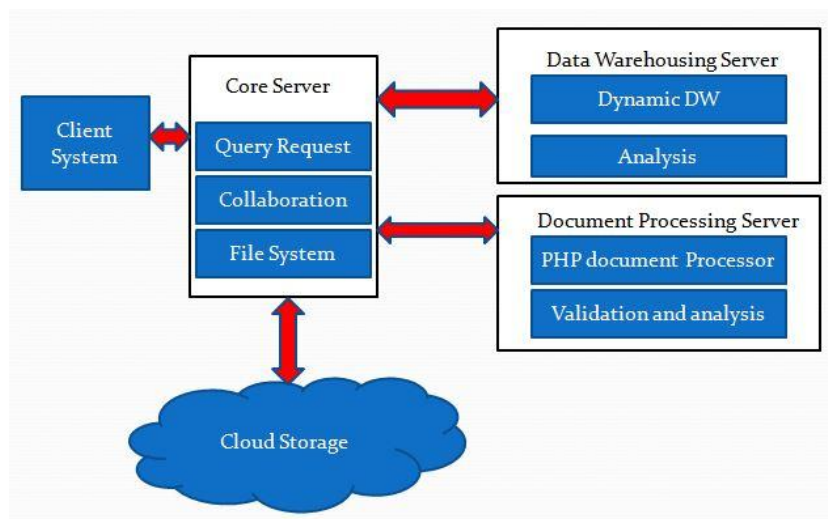 Client
System
Core Server
Query Request
Collaboration
File System
Data Warehousing Server
Dynamic DW
Analysis
Document Processing Server
PHP document Processor
Validation and analysis
Cloud Storage